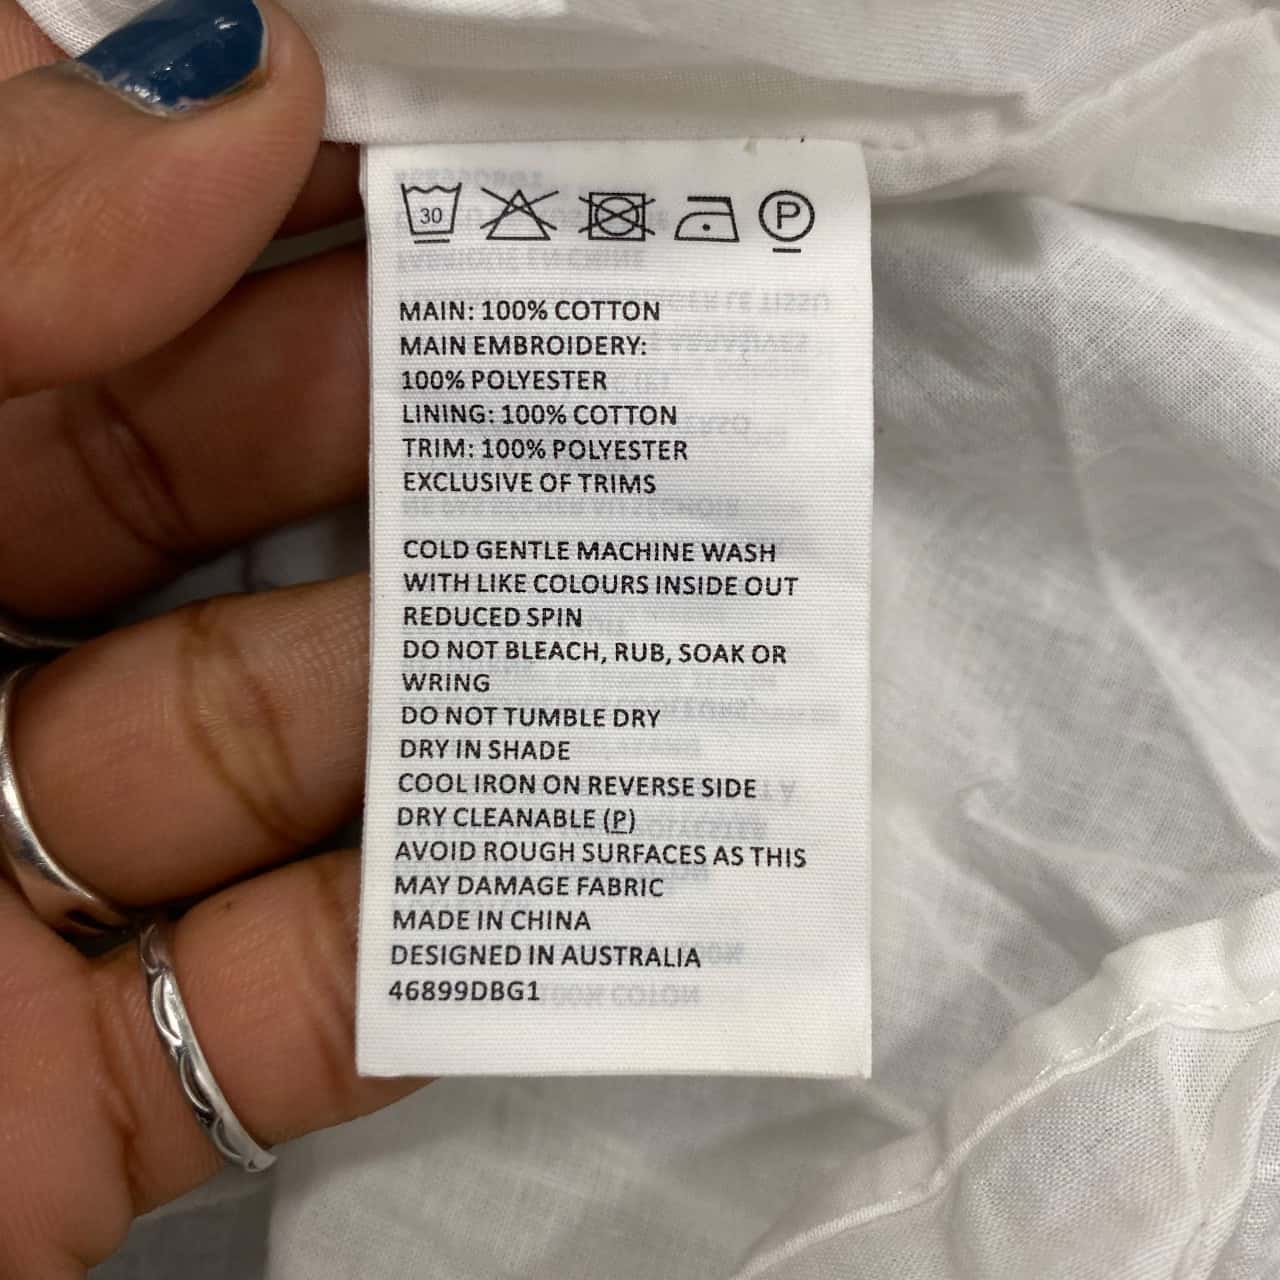 30 P
MAIN: 100% COTTON
MAIN EMBROIDERY:
100% POLYESTER
LINING: 100% COTTON
TRIM: 100% POLYESTER
EXCLUSIVE OF TRIMS
COLD GENTLE MACHINE WASH
WITH LIKE COLOURS INSIDE OUT
REDUCED SPIN
DO NOT BLEACH, RUB, SOAK OR
WRING
DO NOT TUMBLE DRY
DRY IN SHADE
COOL IRON ON REVERSE SIDE
DRY CLEANABLE (P)
AVOID ROUGH SURFACES AS THIS
MAY DAMAGE FABRIC
MADE IN CHINA
DESIGNED IN AUSTRALIA
46899DBG1